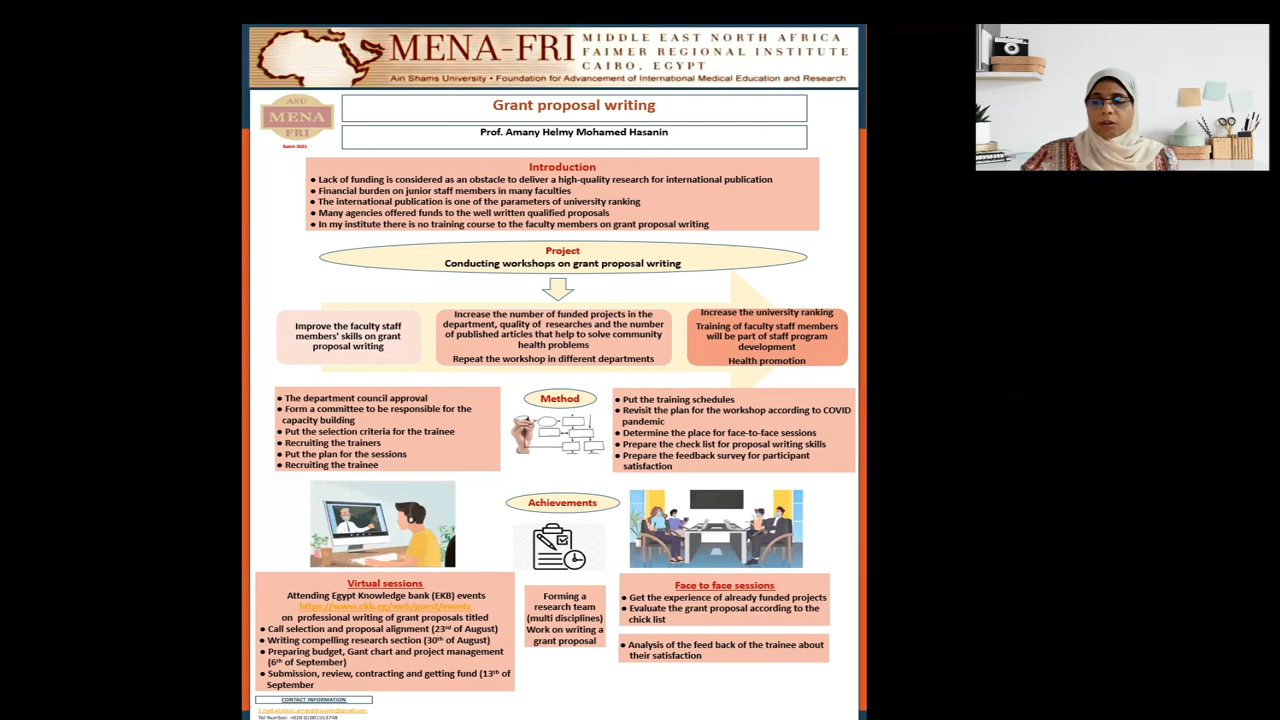 MENA-FRI
MIDDLE EAST NORTH AFRICA
FAIMER REGIONAL INSTITUTE
CAIRO, EGYPT
Ain Shams University • Foundation for Advancement of International Medical Education and Research
ASU
MENA
FRI
Batch 2021
Grant proposal writing
Prof. Amany Helmy Mohamed Hasanin
Introduction
● Lack of funding is considered as an obstacle to deliver a high-quality research for international publication
● Financial burden on junior staff members in many faculties
● The international publication is one of the parameters of university ranking
● Many agencies offered funds to the well written qualified proposals
● In my institute there is no training course to the faculty members on grant proposal writing
Project
Conducting workshops on grant proposal writing
Improve the faculty staff
members' skills on grant
proposal writing
Increase the number of funded projects in the
department, quality of researches and the number
of published articles that help to solve community
health problems
Repeat the workshop in different departments
Increase the university ranking
Training of faculty staff members
will be part of staff program
development
Health promotion
● The department council approval
● Form a committee to be responsible for the
capacity building
● Put the selection criteria for the trainee
● Recruiting the trainers
● Put the plan for the sessions
● Recruiting the trainee
Method
● Put the training schedules
● Revisit the plan for the workshop according to COVID
pandemic
● Determine the place for face-to-face sessions
● Prepare the check list for proposal writing skills
● Prepare the feedback survey for participant
satisfaction
Achievements
Virtual sessions
Attending Egypt Knowledge bank (EKB) events
https://www.ekb.eg/web/guest/events
on professional writing of grant proposals titled
● Call selection and proposal alignment (23rd of August)
● Writing compelling research section (30th of August)
● Preparing budget, Gant chart and project management
(6th of September)
● Submission, review, contracting and getting fund (13th of
September
Forming a
research team
(multi disciplines)
Work on writing a
grant proposal
Face to face sessions
● Get the experience of already funded projects
● Evaluate the grant proposal according to the
chick list
● Analysis of the feed back of the trainee about
their satisfaction
CONTACT INFORMATION
E.mail address:
Tel Number: +020 01001553748